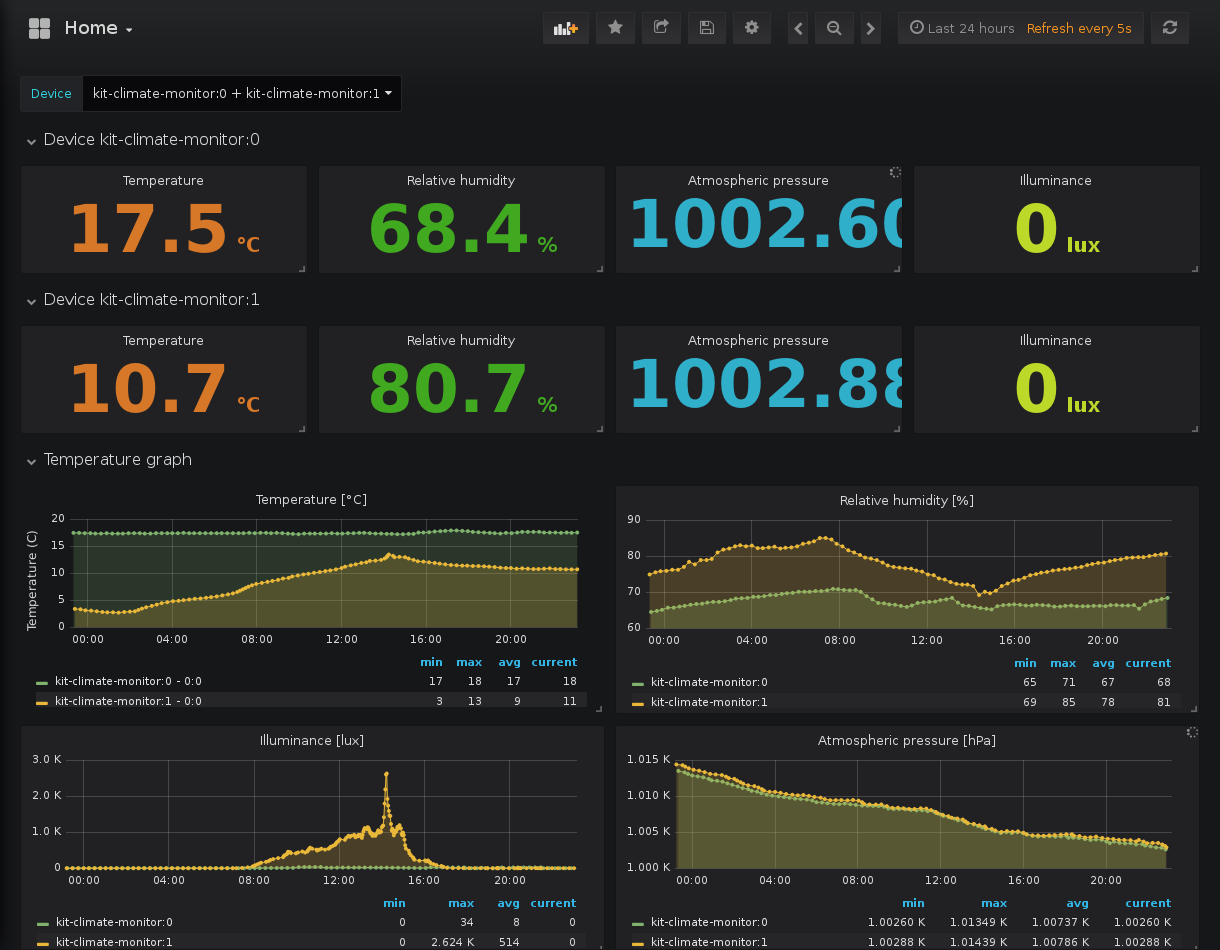 Home
Last 24 hours Refresh every 5s
Device kit-climate-monitor:0 + kit-climate-monitor:1
Device kit-climate-monitor:0
Temperature Relative humidity Atmospheric pressure Illuminance
17.5 °C 68.4 % 1002.60 0 lux
Device kit-climate-monitor:1
Temperature Relative humidity Atmospheric pressure Illuminance
10.7 °C 80.7 % 1002.88 0 lux
Temperature graph
Temperature [°C]
Temperature (C)
20
15
10
5
0
00:00 04:00 08:00 12:00 16:00 20:00
min max avg current
kit-climate-monitor:0 - 0:0 17 18 17 18
kit-climate-monitor:1 - 0:0 3 13 9 11
Relative humidity [%]
90
80
70
60
00:00 04:00 08:00 12:00 16:00 20:00
min max avg current
kit-climate-monitor:0 65 71 67 68
kit-climate-monitor:1 69 85 78 81
Illuminance [lux]
3.0 K
2.0 K
1.0 K
0
00:00 04:00 08:00 12:00 16:00 20:00
min max avg current
kit-climate-monitor:0 0 34 8 0
kit-climate-monitor:1 0 2.624 K 514 0
Atmospheric pressure [hPa]
1.015 K
1.010 K
1.005 K
1.000 K
00:00 04:00 08:00 12:00 16:00 20:00
min max avg current
kit-climate-monitor:0 1.00260 K 1.01349 K 1.00737 K 1.00260 K
kit-climate-monitor:1 1.00288 K 1.01439 K 1.00786 K 1.00288 K